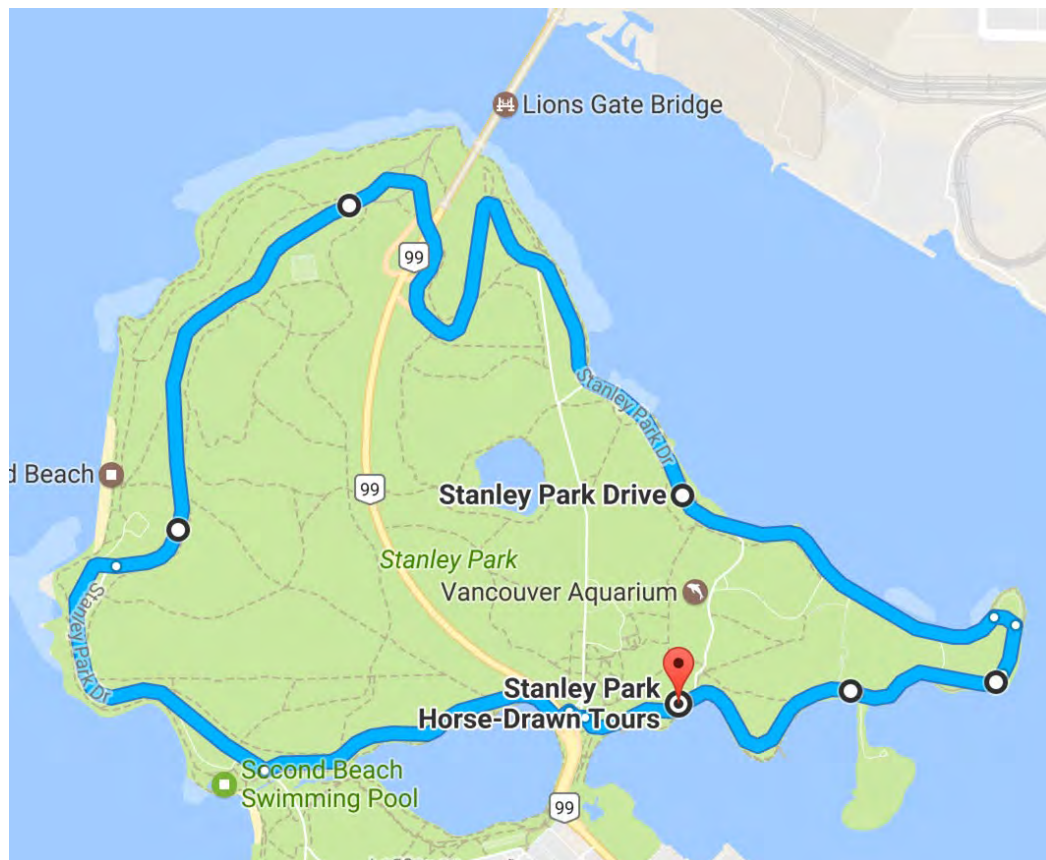 Lions Gate Bridge
99
Stanley Park Dr
d Beach
99
Stanley Park Drive
Stanley Park
Vancouver Aquarium
Stanley Park Dr
Stanley Park
Horse-Drawn Tours
Socond Beach
Swimming Pool
99